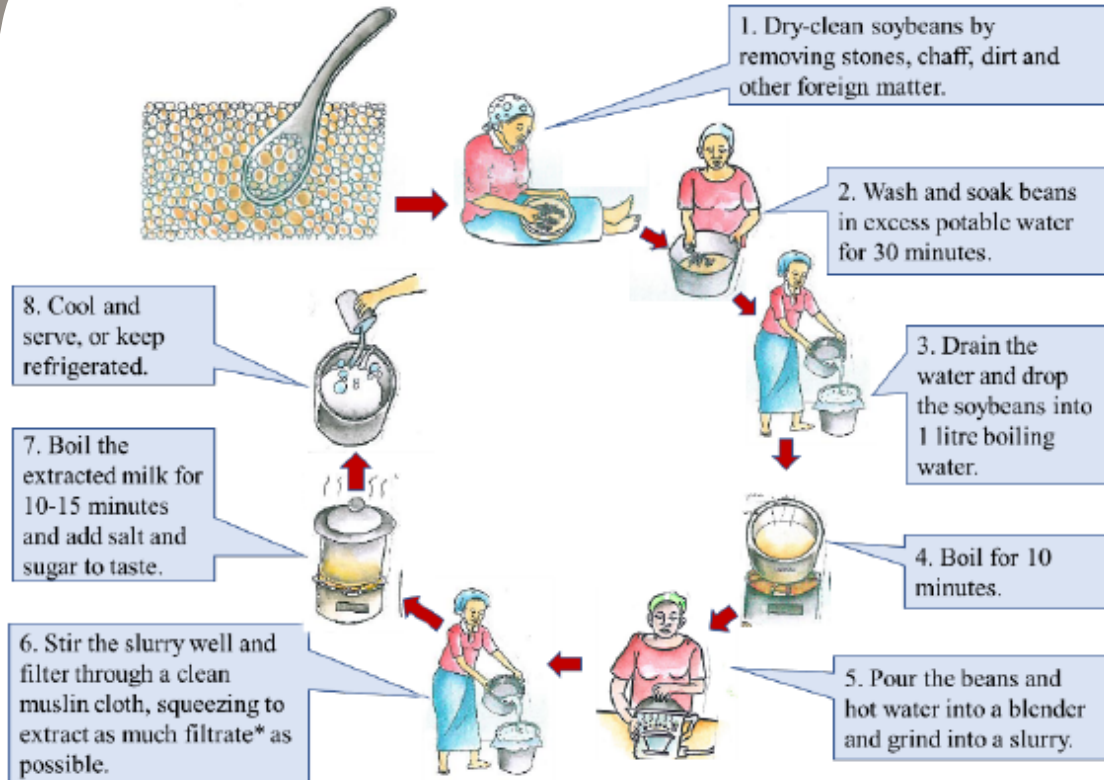 1. Dry-clean soybeans by
removing stones, chaff, dirt and
other foreign matter.
2. Wash and soak beans
in excess potable water
for 30 minutes.
3. Drain the
water and drop
the soybeans into
1 litre boiling
water.
4. Boil for 10
minutes.
5. Pour the beans and
hot water into a blender
and grind into a slurry.
6. Stir the slurry well and
filter through a clean
muslin cloth, squeezing to
extract as much filtrate* as
possible.
7. Boil the
extracted milk for
10-15 minutes
and add salt and
sugar to taste.
8. Cool and
serve, or keep
refrigerated.
8